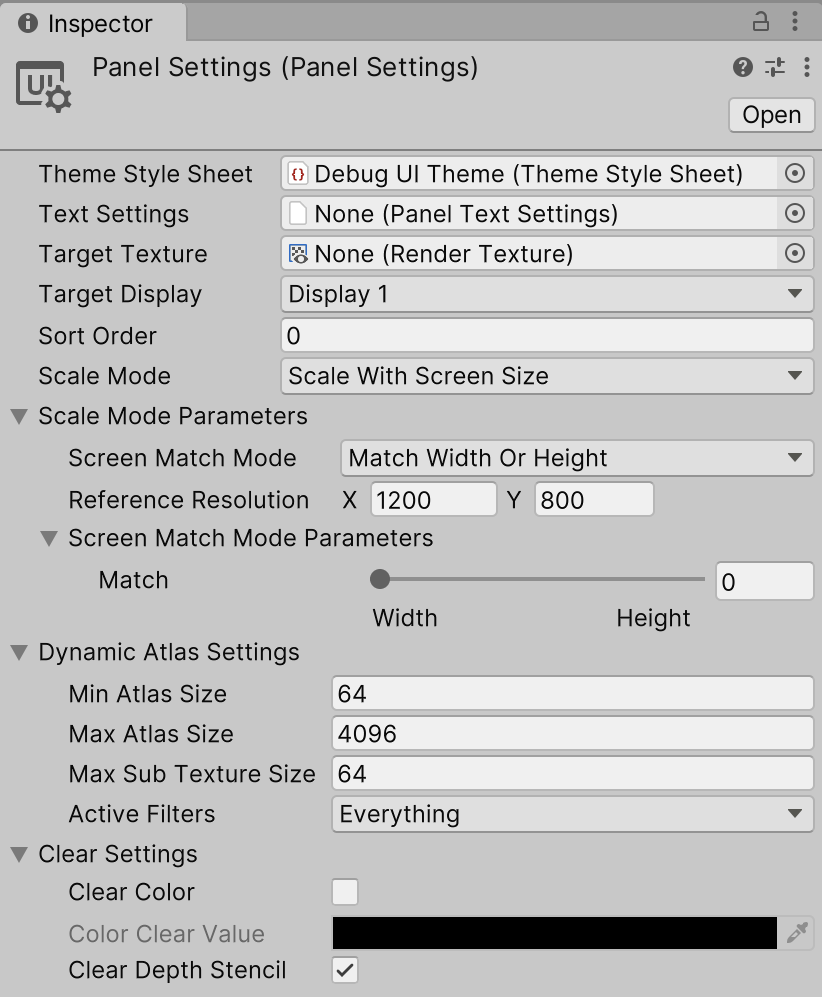 Inspector
UI
Panel Settings (Panel Settings)
Open
Theme Style Sheet {} Debug UI Theme (Theme Style Sheet)
Text Settings None (Panel Text Settings)
Target Texture None (Render Texture)
Target Display Display 1
Sort Order 0
Scale Mode Scale With Screen Size
Scale Mode Parameters
Screen Match Mode Match Width Or Height
Reference Resolution X 1200 Y 800
Screen Match Mode Parameters
Match 0
Width Height
Dynamic Atlas Settings
Min Atlas Size 64
Max Atlas Size 4096
Max Sub Texture Size 64
Active Filters Everything
Clear Settings
Clear Color
Color Clear Value
Clear Depth Stencil